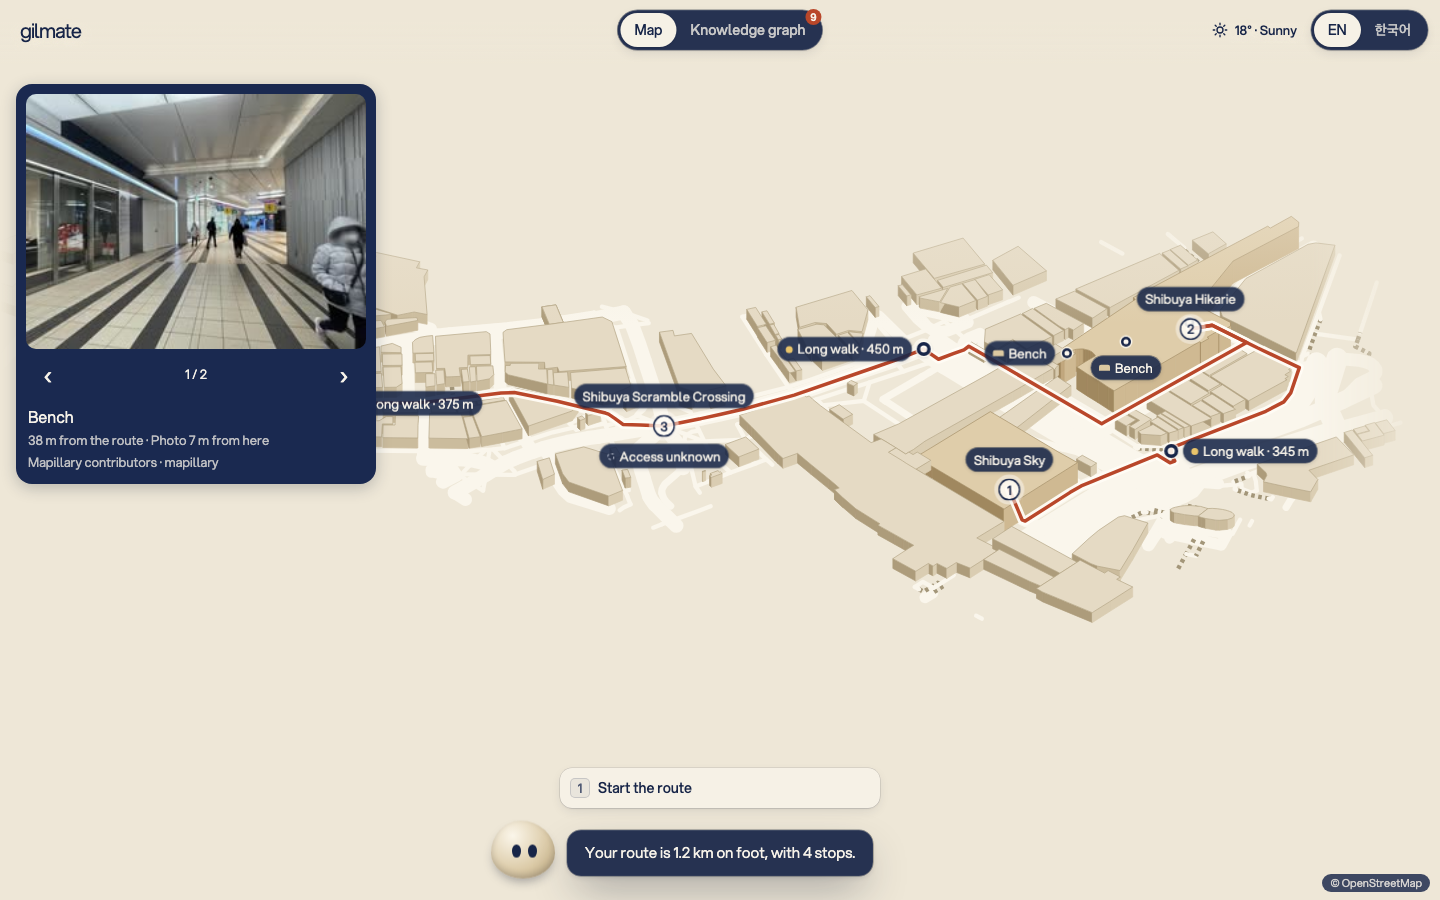 gilmate
Map
Knowledge graph
9
18° · Sunny
EN
한국어
‹
1 / 2
›
Bench
38 m from the route · Photo 7 m from here
Mapillary contributors · mapillary
Shibuya Hikarie
2
Long walk · 450 m
Bench
Bench
ong walk · 375 m
Shibuya Scramble Crossing
3
Access unknown
Shibuya Sky
1
Long walk · 345 m
1 Start the route
Your route is 1.2 km on foot, with 4 stops.
© OpenStreetMap